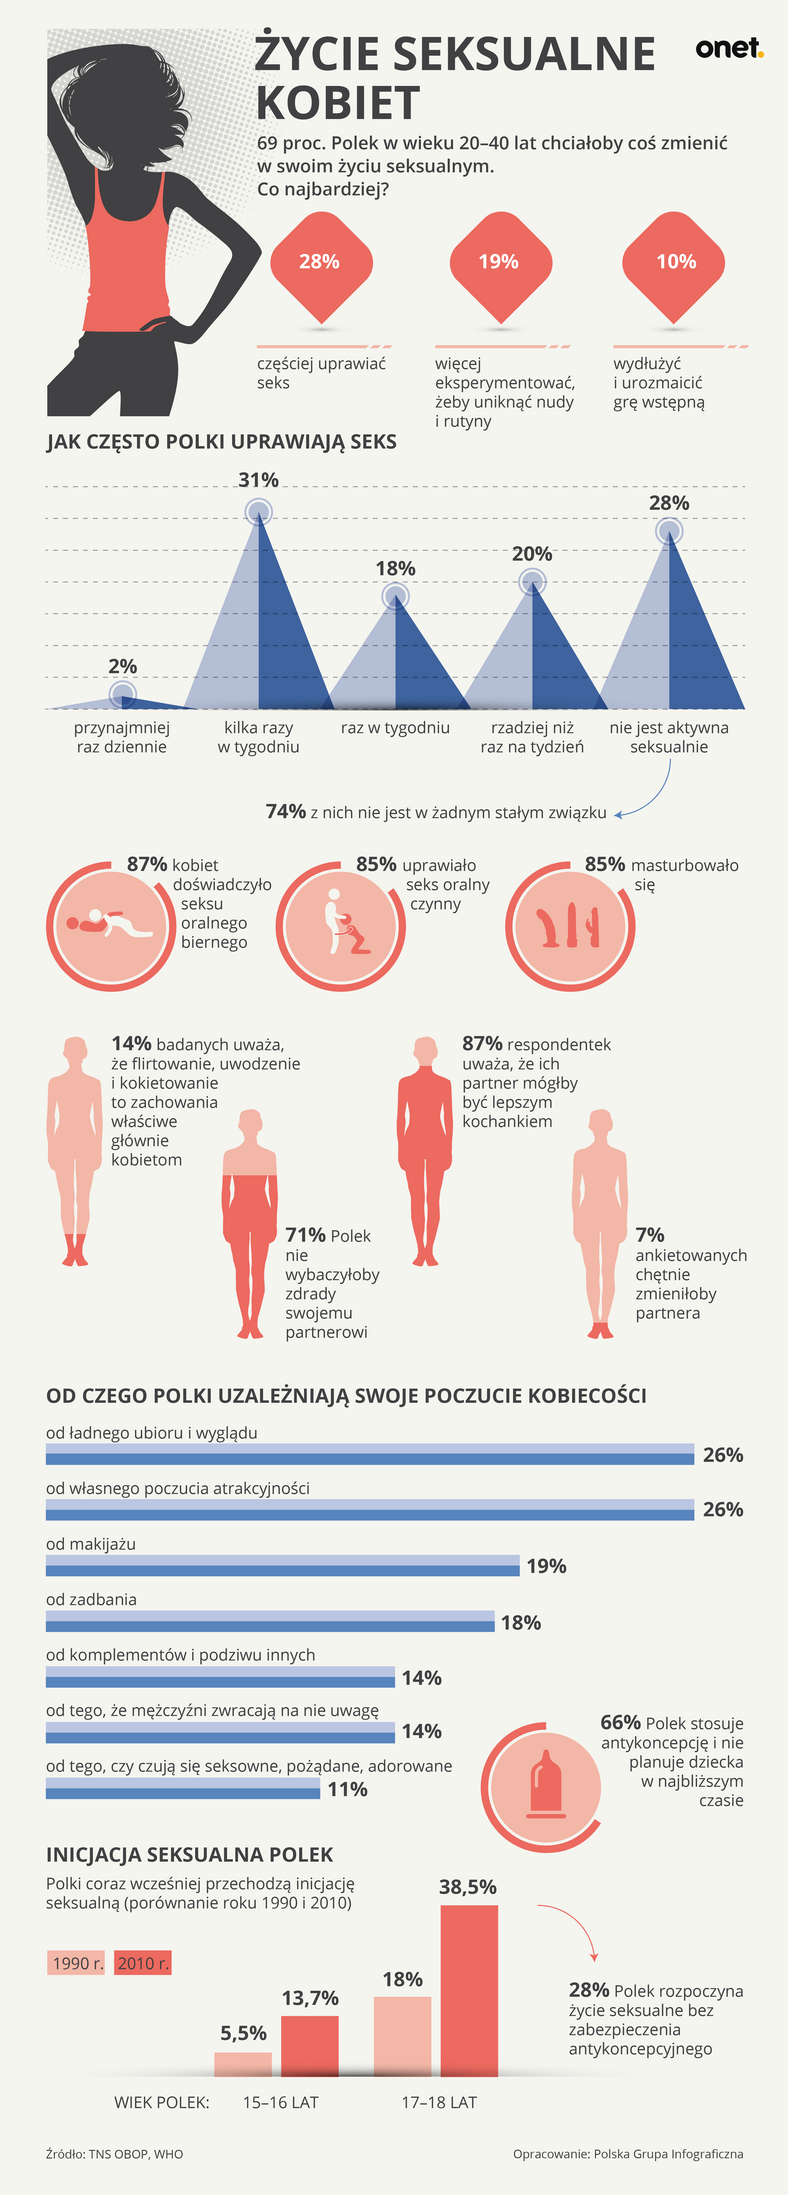 ŻYCIE SEKSUALNE
KOBIET
onet.
69 proc. Polek w wieku 20–40 lat chciałoby coś zmienić
w swoim życiu seksualnym.
Co najbardziej?
28%
częściej uprawiać
seks
19%
więcej
eksperymentować,
żeby uniknąć nudy
i rutyny
10%
wydłużyć
i urozmaicić
grę wstępną
JAK CZĘSTO POLKI UPRAWIAJĄ SEKS
2%
przynajmniej
raz dziennie
31%
kilka razy
w tygodniu
18%
raz w tygodniu
20%
rzadziej niż
raz na tydzień
28%
nie jest aktywna
seksualnie
74% z nich nie jest w żadnym stałym związku
87% kobiet
doświadczyło
seksu
oralnego
biernego
85% uprawiało
seks oralny
czynny
85% masturbowało
się
14% badanych uważa,
że flirtowanie, uwodzenie
i kokietowanie
to zachowania
właściwe
głównie
kobietom
71% Polek
nie
wybaczyłoby
zdrady
swojemu
partnerowi
87% respondentek
uważa, że ich
partner mógłby
być lepszym
kochankiem
7%
ankietowanych
chętnie
zmieniłoby
partnera
OD CZEGO POLKI UZALEŻNIAJĄ SWOJE POCZUCIE KOBIECOŚCI
od ładnego ubioru i wyglądu
26%
od własnego poczucia atrakcyjności
26%
od makijażu
19%
od zadbania
18%
od komplementów i podziwu innych
14%
od tego, że mężczyźni zwracają na nie uwagę
14%
od tego, czy czują się seksowne, pożądane, adorowane
11%
66% Polek stosuje
antykoncepcję i nie
planuje dziecka
w najbliższym
czasie
INICJACJA SEKSUALNA POLEK
Polki coraz wcześniej przechodzą inicjację
seksualną (porównanie roku 1990 i 2010)
1990 r. 2010 r.
5,5%
13,7%
18%
38,5%
28% Polek rozpoczyna
życie seksualne bez
zabezpieczenia
antykoncepcyjnego
WIEK POLEK: 15–16 LAT 17–18 LAT
Źródło: TNS OBOP, WHO
Opracowanie: Polska Grupa Infograficzna